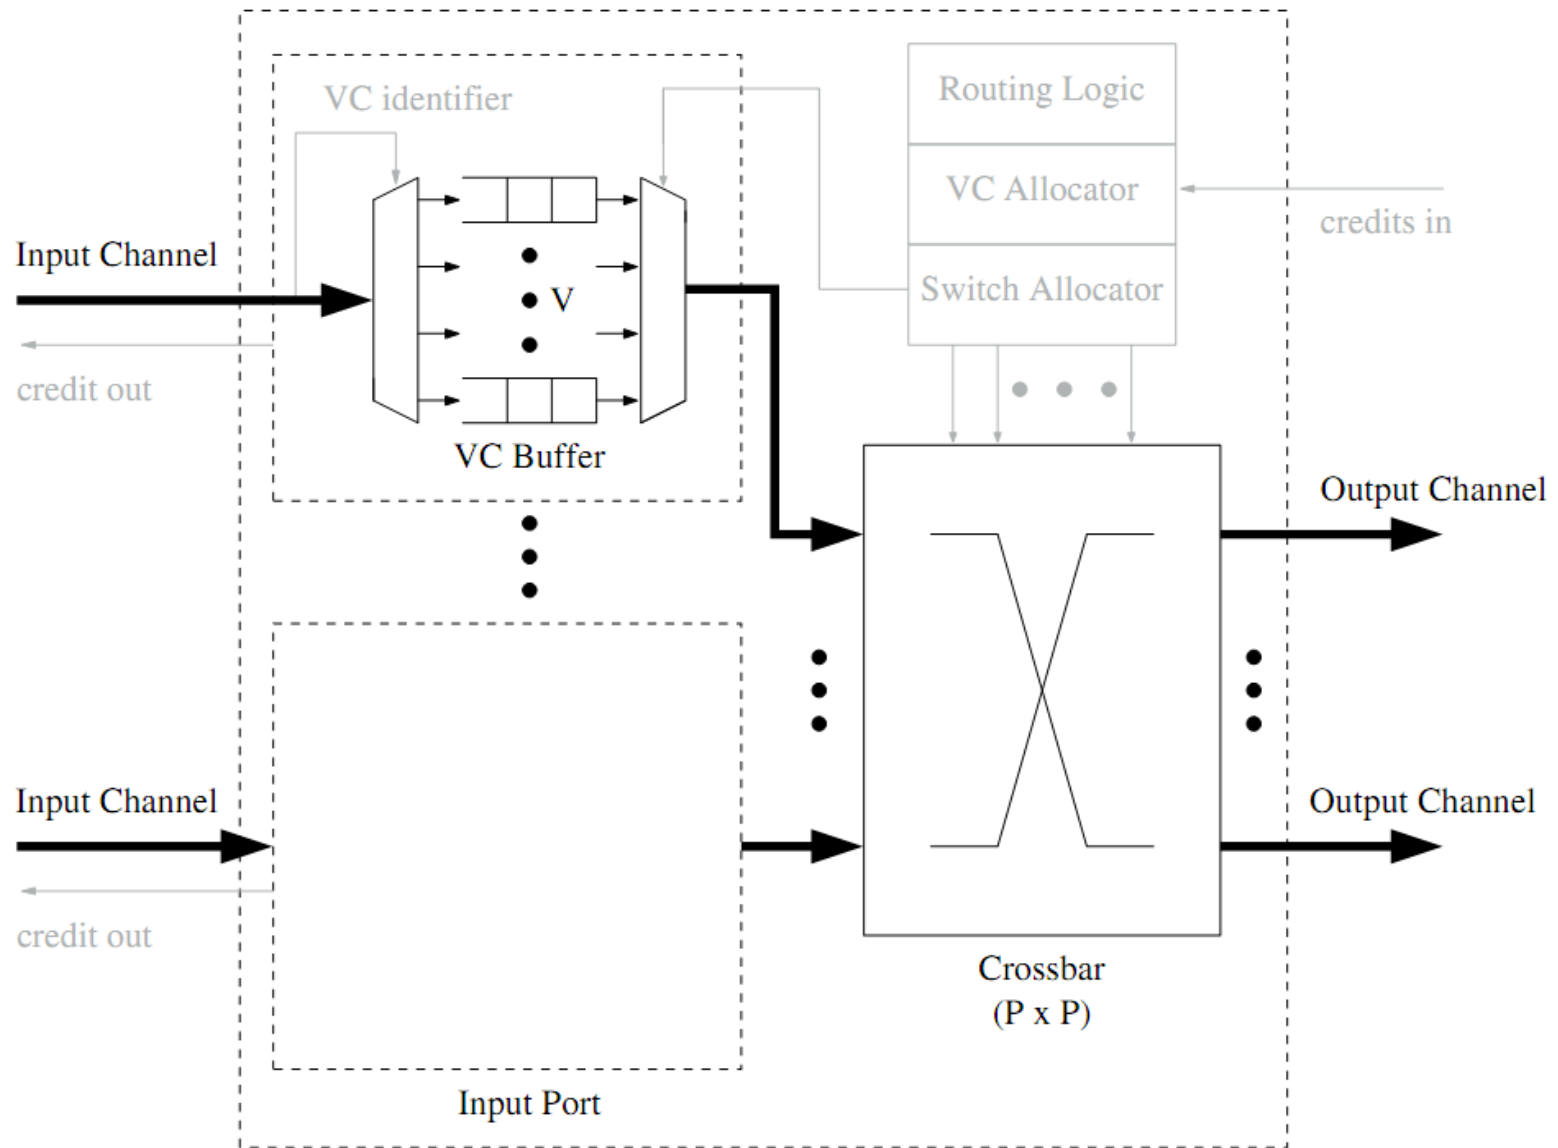 VC identifier
Routing Logic
VC Allocator
credits in
Input Channel
V
Switch Allocator
credit out
VC Buffer
Output Channel
Input Channel
Output Channel
credit out
Crossbar
(P x P)
Input Port